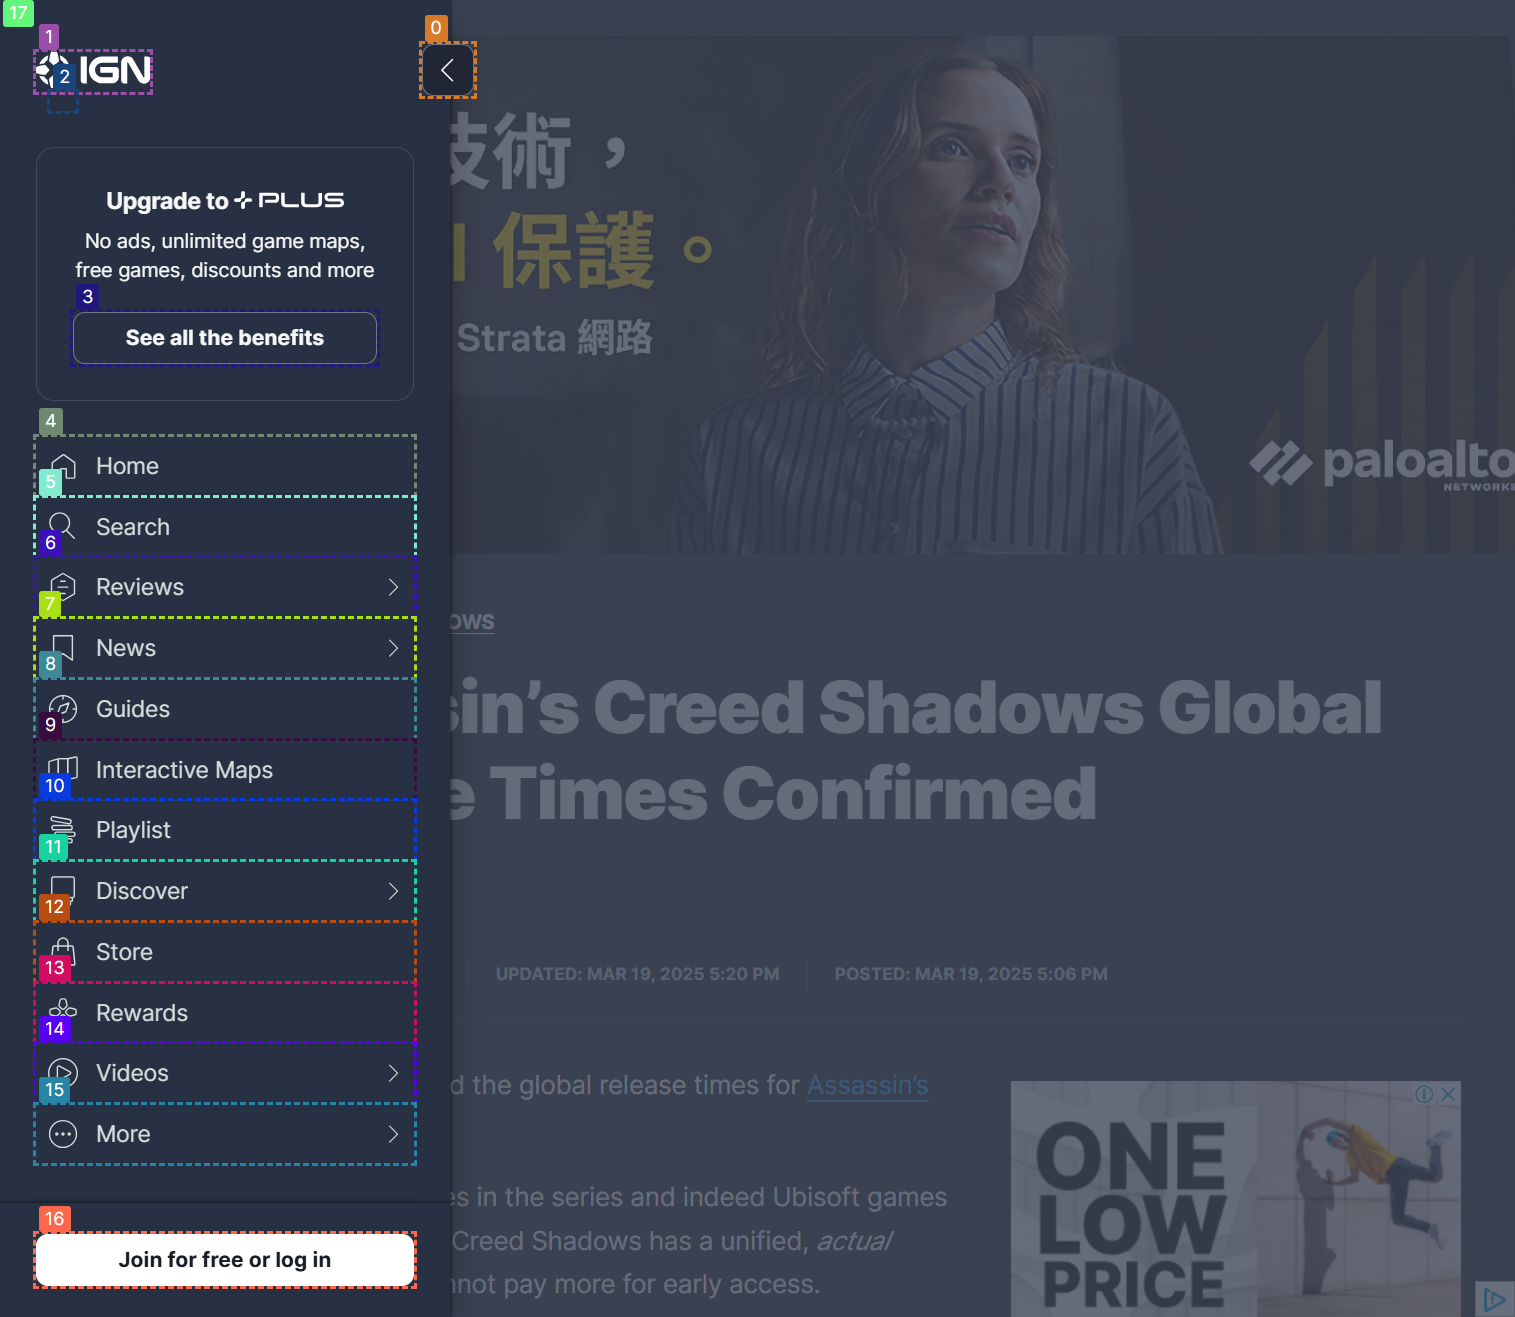 17
1
0
2
IGN
技術，
保護。
Strata 網路
paloalto
NETWORKS
Upgrade to PLUS
No ads, unlimited game maps,
free games, discounts and more
3
See all the benefits
4
Home
5
Search
6
Reviews
7
News
8
Guides
9
Interactive Maps
10
Playlist
11
Discover
12
Store
13
Rewards
14
Videos
15
More
16
Join for free or log in
ows
sin’s Creed Shadows Global
e Times Confirmed
UPDATED: MAR 19, 2025 5:20 PM
POSTED: MAR 19, 2025 5:06 PM
d the global release times for Assassin’s
es in the series and indeed Ubisoft games
Creed Shadows has a unified, actual
nnot pay more for early access.
ONE
LOW
PRICE